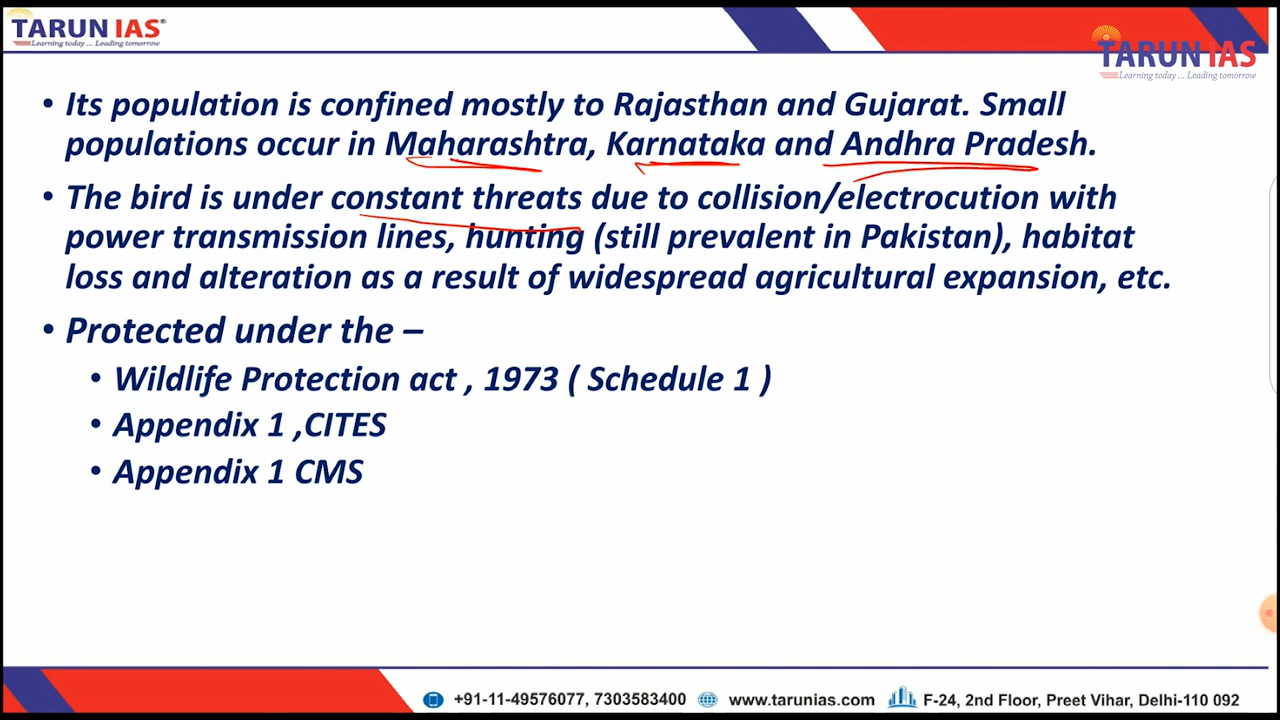 TARUN IAS®
Learning today ... Leading tomorrow
TARUN IAS
Learning today ... Leading tomorrow
• Its population is confined mostly to Rajasthan and Gujarat. Small
populations occur in Maharashtra, Karnataka and Andhra Pradesh.
• The bird is under constant threats due to collision/electrocution with
power transmission lines, hunting (still prevalent in Pakistan), habitat
loss and alteration as a result of widespread agricultural expansion, etc.
• Protected under the –
• Wildlife Protection act , 1973 ( Schedule 1 )
• Appendix 1 ,CITES
• Appendix 1 CMS
+91-11-49576077, 7303583400 www.tarunias.com F-24, 2nd Floor, Preet Vihar, Delhi-110 092